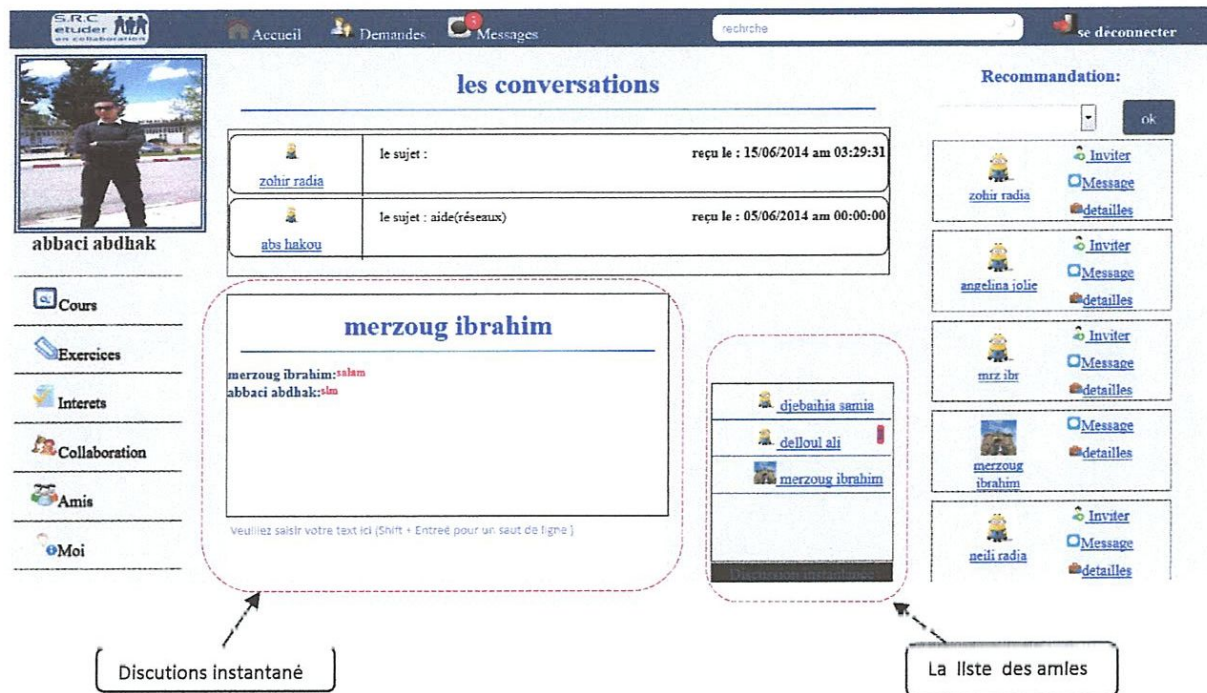 S.R.C
etuder
en collaboration
Accueil
Demandes
Messages
rechrche
se déconnecter
abbaci abdhak
Cours
Exercices
Interets
Collaboration
Amis
Moi
les conversations
zohir radia
le sujet :
reçu le : 15/06/2014 am 03:29:31
abs hakou
le sujet : aide(réseaux)
reçu le : 05/06/2014 am 00:00:00
merzoug ibrahim
merzoug ibrahim:salam
abbaci abdhak:slm
Veuillez saisir votre text ici (Shift + Entreé pour un saut de ligne )
djebaihia samia
delloul ali
merzoug ibrahim
Discussion instantanée
Recommandation:
ok
zohir radia
Inviter
Message
detailles
angelina jolie
Inviter
Message
detailles
mrz ibr
Inviter
Message
detailles
merzoug
ibrahim
Message
detailles
neili radja
Inviter
Message
detailles
Discutions instantané
La liste des amies